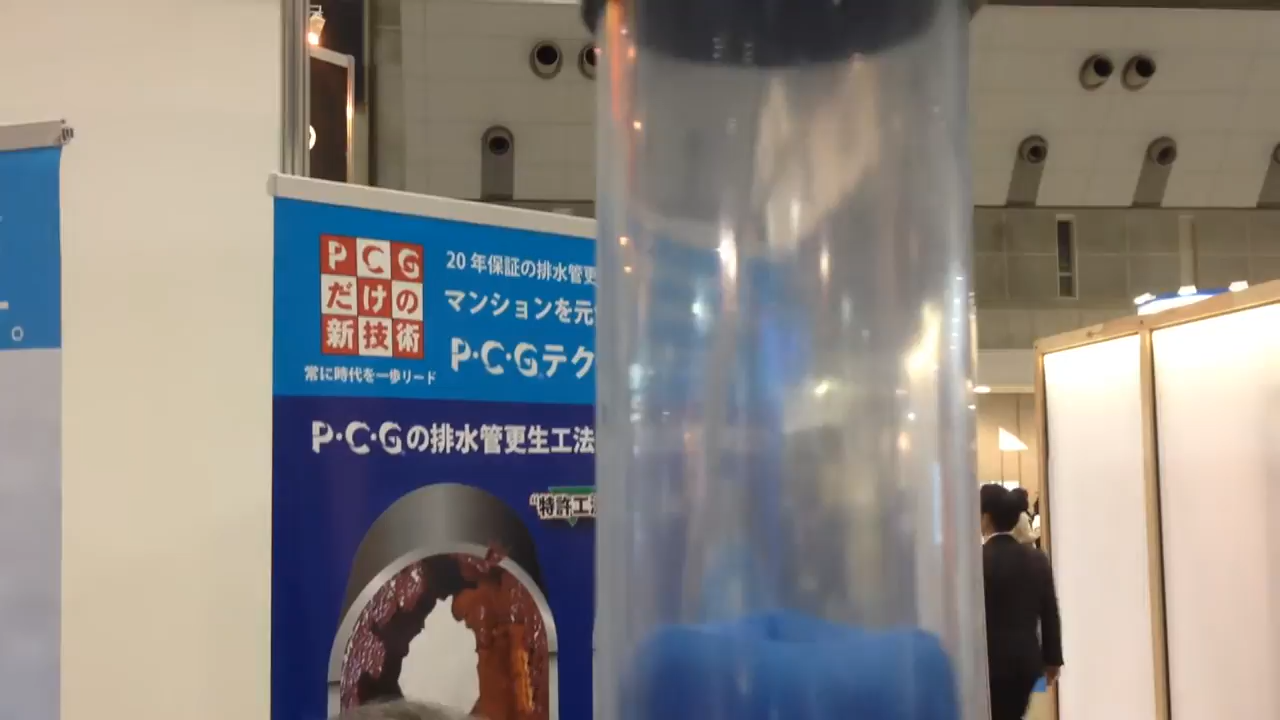 PCG
だけの
新技術
常に時代を一歩リード
20年保証の排水管更
マンションを元
P・C・Gテク
P・C・Gの排水管更生工法
"特許工法
。